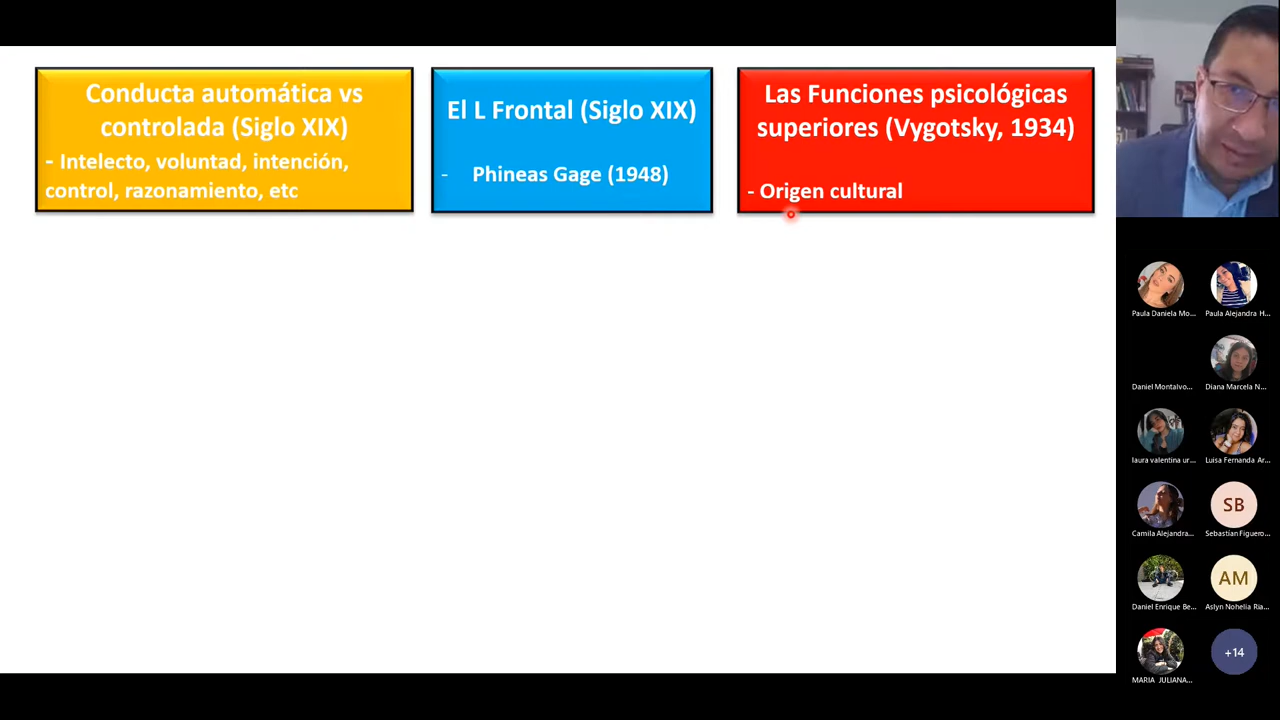 Conducta automática vs
controlada (Siglo XIX)
- Intelecto, voluntad, intención,
control, razonamiento, etc
El L Frontal (Siglo XIX)
- Phineas Gage (1948)
Las Funciones psicológicas
superiores (Vygotsky, 1934)
- Origen cultural
Paula Daniela Mo...
Paula Alejandra H...
Daniel Montalvo...
Diana Marcela N...
laura valentina ur...
Luisa Fernanda Ar...
Camila Alejandra...
SB
Sebastían Figuero...
Daniel Enrique Be...
AM
Aslyn Nohelia Ria...
MARIA JULIANA...
+14